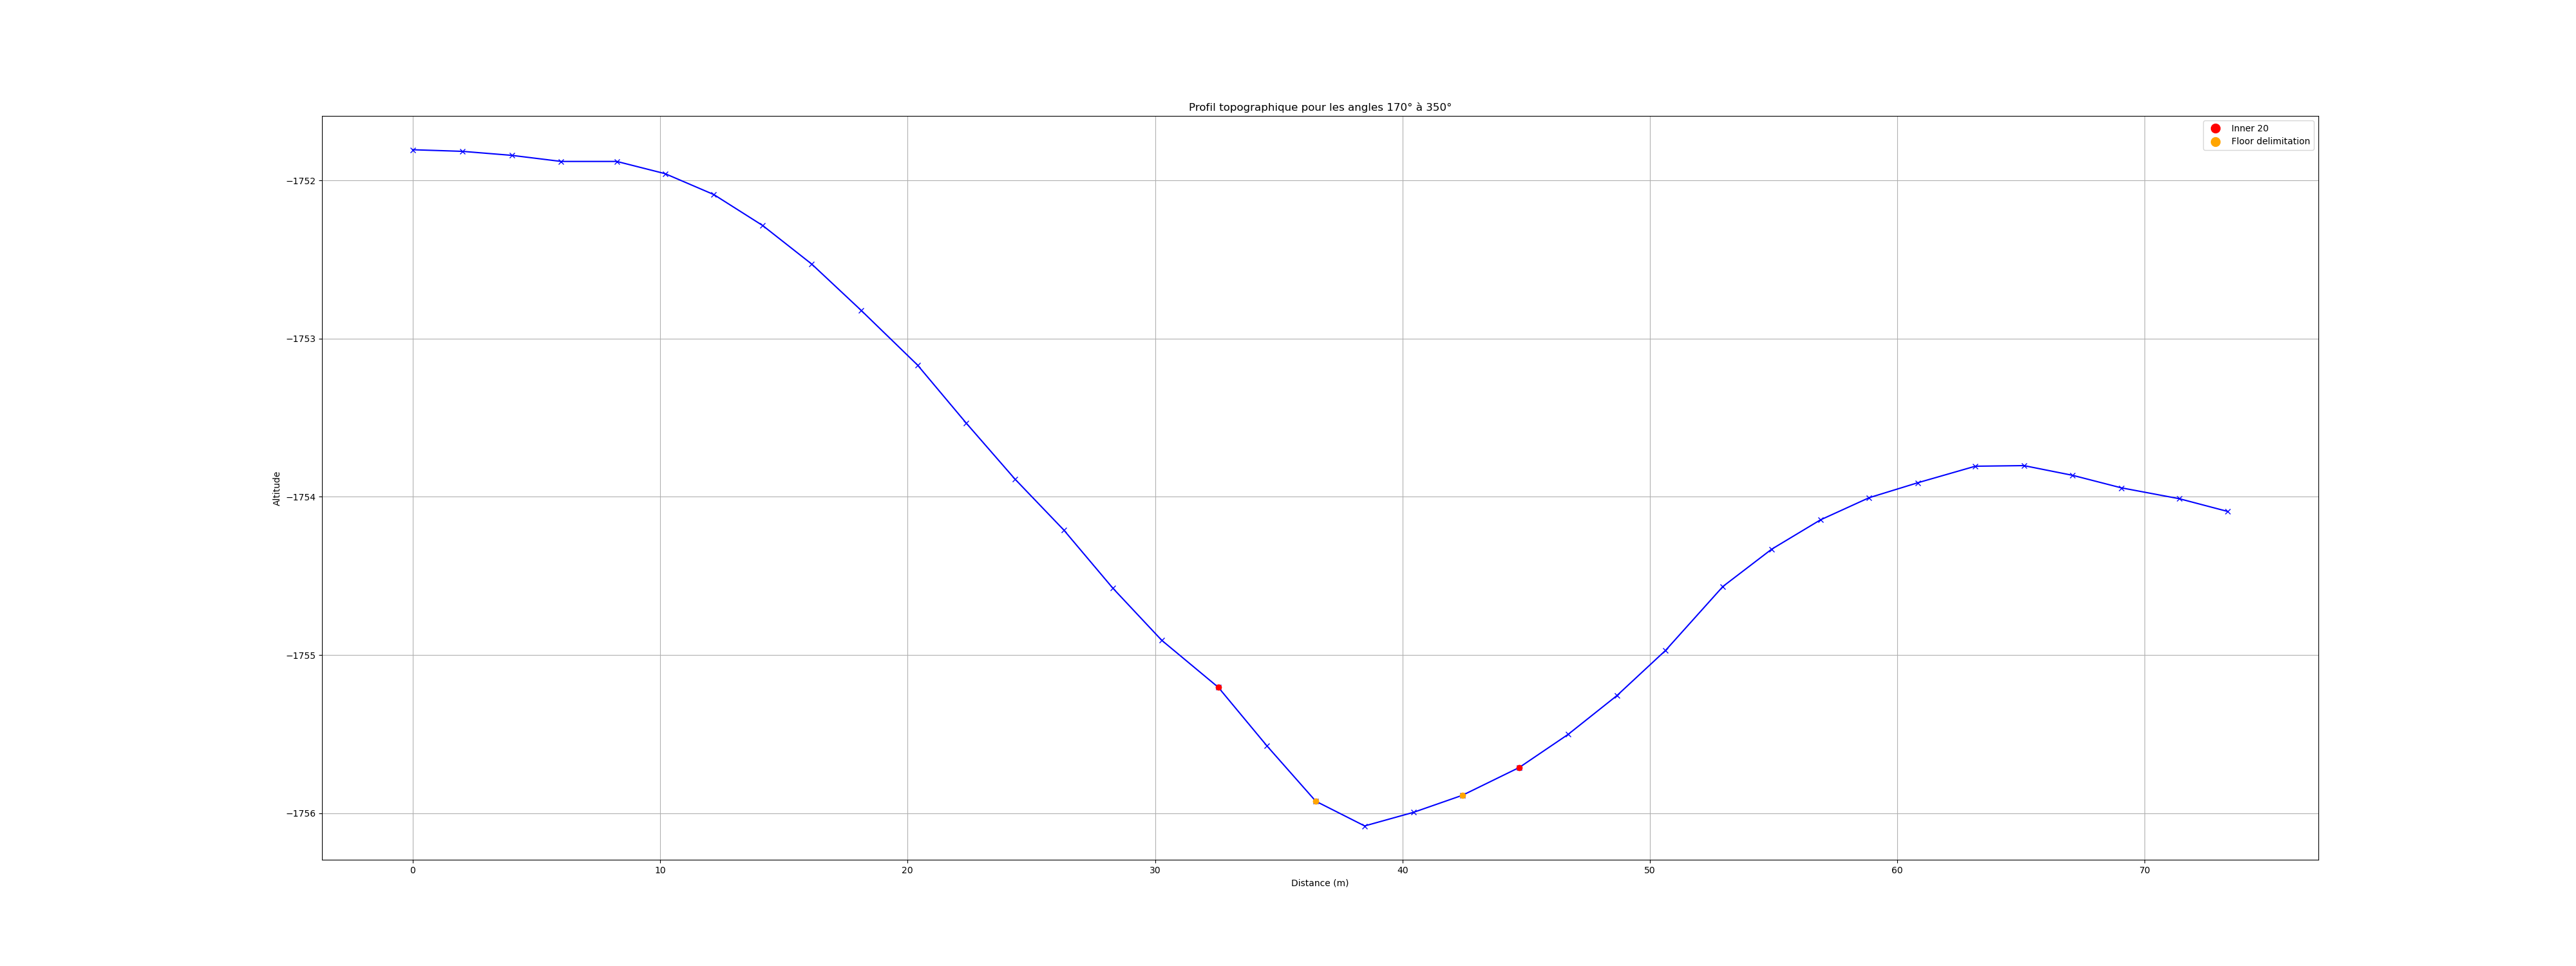 Profil topographique pour les angles 170° à 350°
Inner 20
Floor delimitation
−1752
−1753
−1754
−1755
−1756
Altitude
0 10 20 30 40 50 60 70
Distance (m)